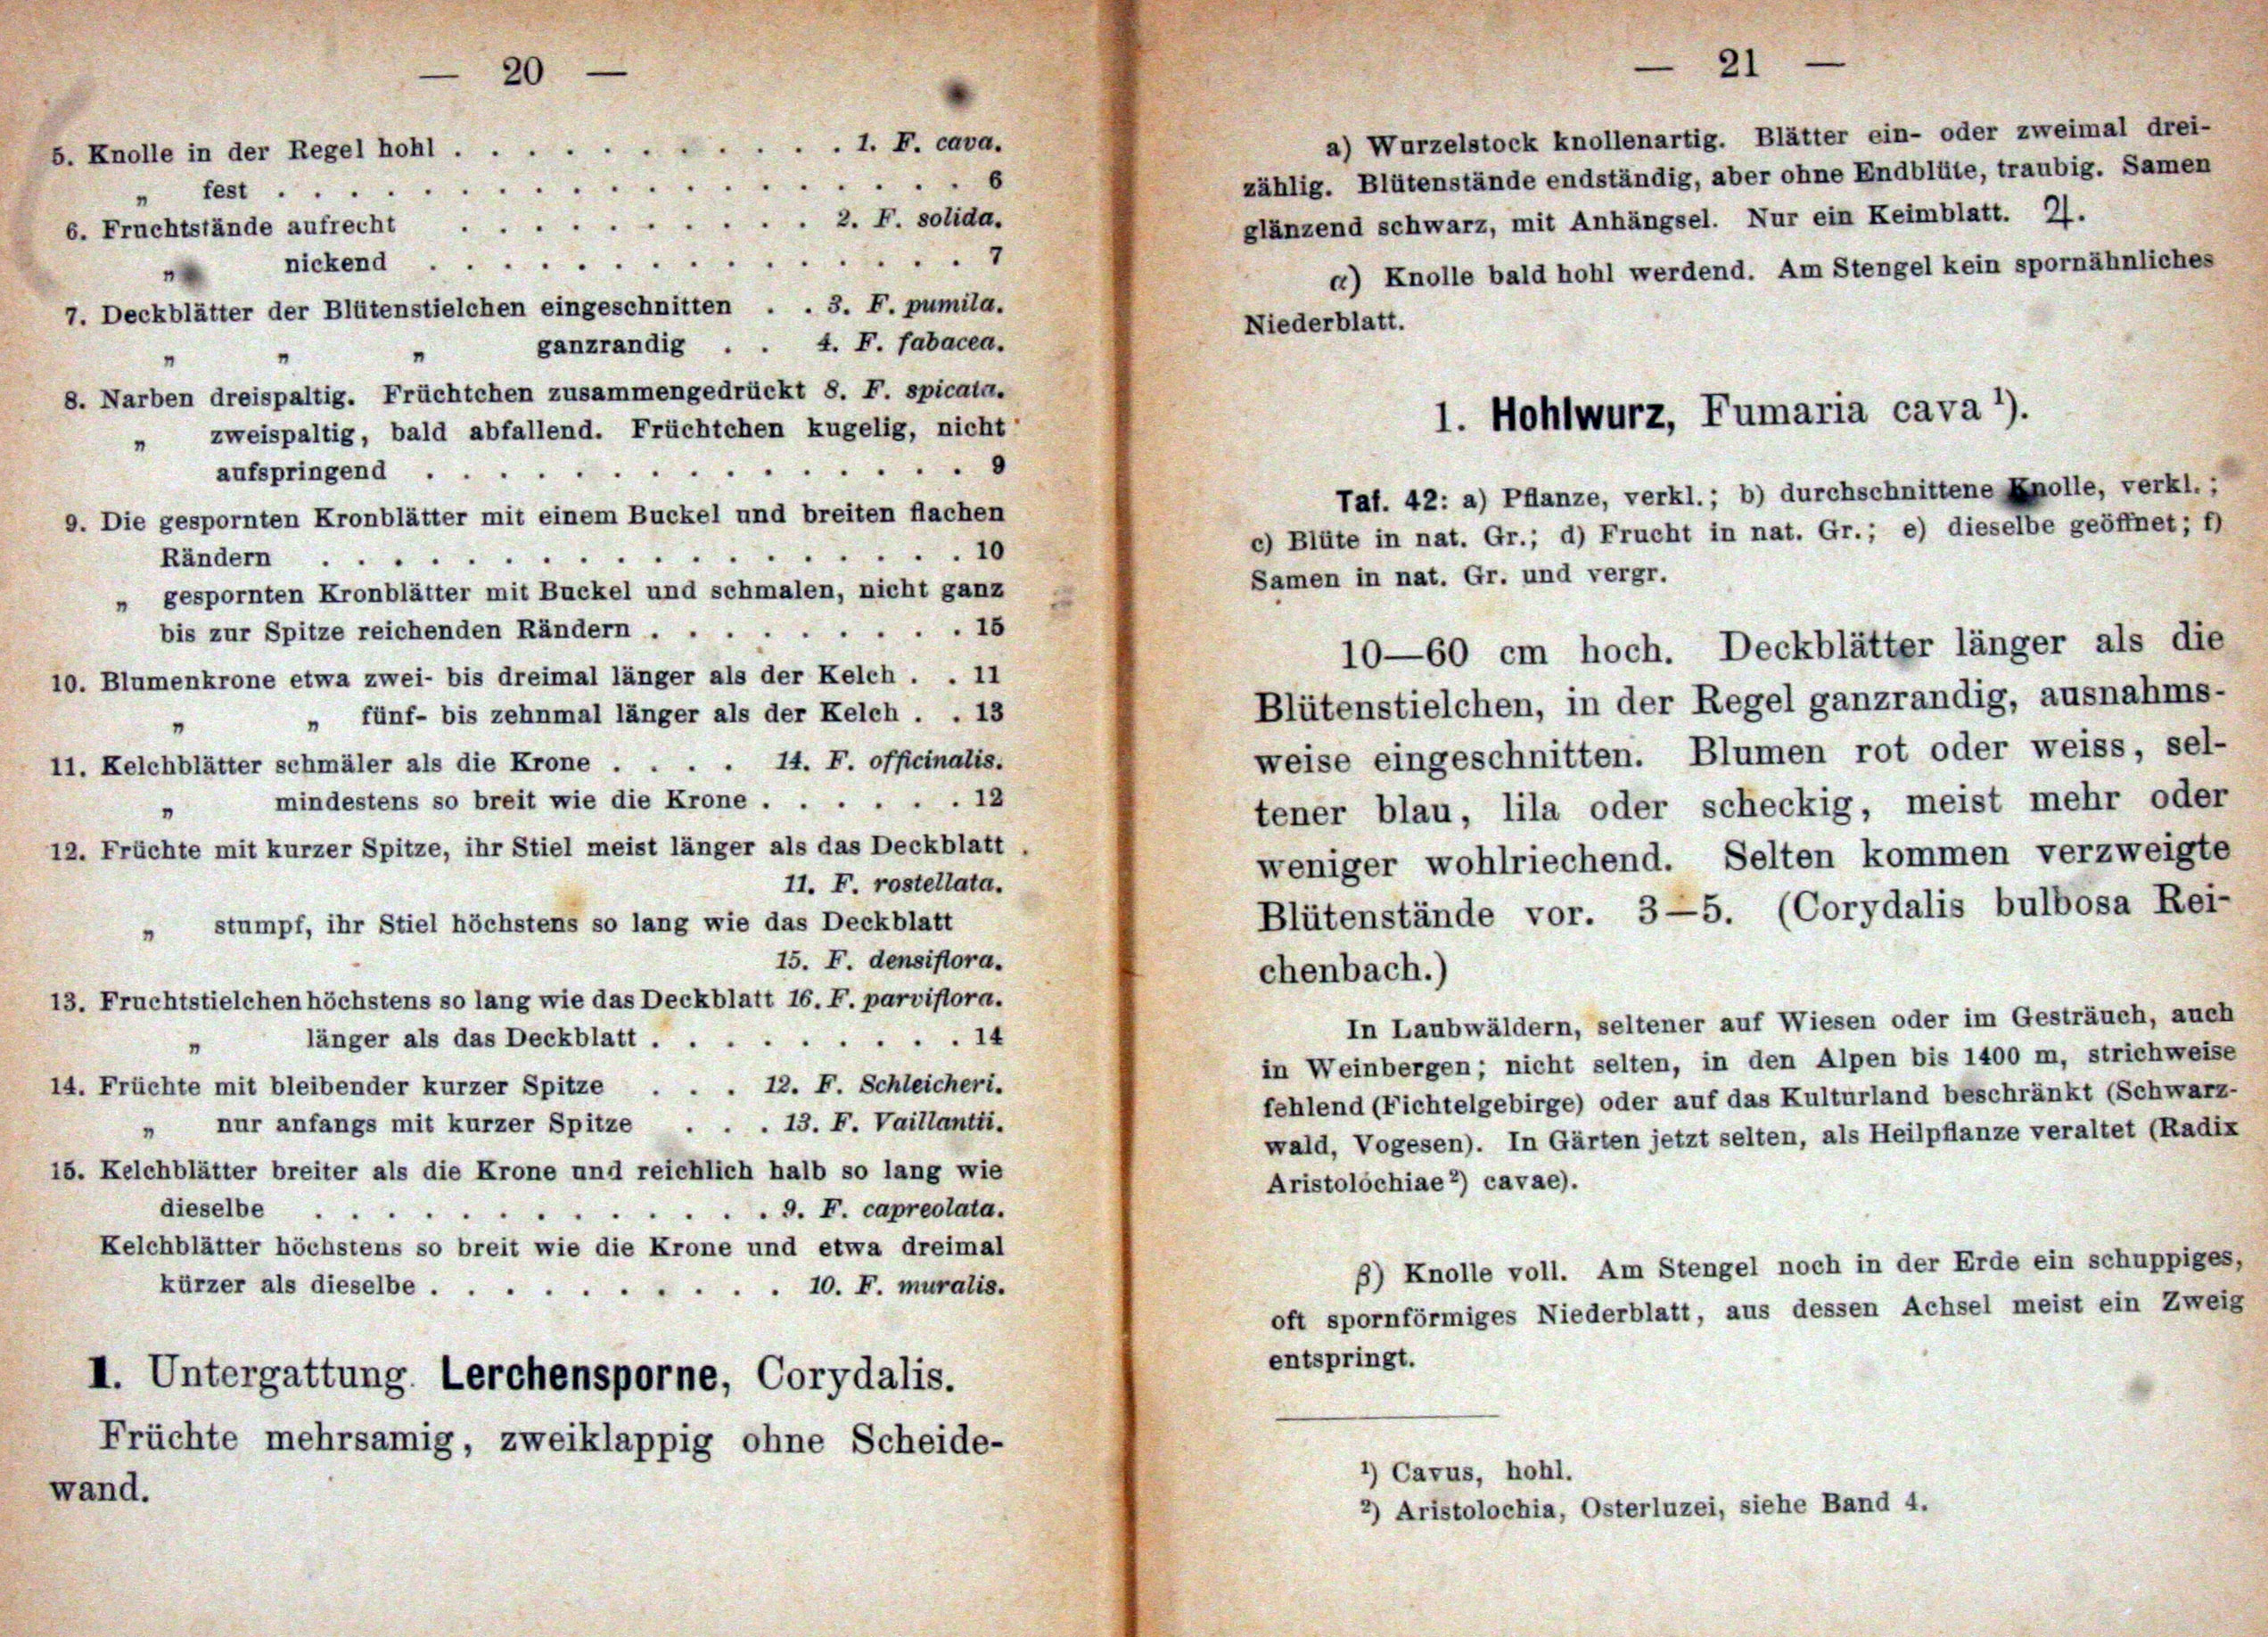 — 20 —
5. Knolle in der Regel hohl . . . . . . . . . . . 1. F. cava.
„ fest . . . . . . . . . . . . . . . . . . . 6
6. Fruchtstände aufrecht . . . . . . . . . . 2. F. solida.
„ nickend . . . . . . . . . . . . . . . 7
7. Deckblätter der Blütenstielchen eingeschnitten . . 3. F. pumila.
„ „ „ ganzrandig . . 4. F. fabacea.
8. Narben dreispaltig. Früchtchen zusammengedrückt 8. F. spicata.
„ zweispaltig, bald abfallend. Früchtchen kugelig, nicht
aufspringend . . . . . . . . . . . . . . . 9
9. Die gespornten Kronblätter mit einem Buckel und breiten flachen
Rändern . . . . . . . . . . . . . . . . . . 10
„ gespornten Kronblätter mit Buckel und schmalen, nicht ganz
bis zur Spitze reichenden Rändern . . . . . . . . . 15
10. Blumenkrone etwa zwei- bis dreimal länger als der Kelch . . 11
„ „ fünf- bis zehnmal länger als der Kelch . . 13
11. Kelchblätter schmäler als die Krone . . . . 14. F. officinalis.
„ mindestens so breit wie die Krone . . . . . . 12
12. Früchte mit kurzer Spitze, ihr Stiel meist länger als das Deckblatt .
11. F. rostellata.
„ stumpf, ihr Stiel höchstens so lang wie das Deckblatt
15. F. densiflora.
13. Fruchtstielchen höchstens so lang wie das Deckblatt 16. F. parviflora.
„ länger als das Deckblatt . . . . . . . . . 14
14. Früchte mit bleibender kurzer Spitze . . . 12. F. Schleicheri.
„ nur anfangs mit kurzer Spitze . . . 13. F. Vaillantii.
15. Kelchblätter breiter als die Krone und reichlich halb so lang wie
dieselbe . . . . . . . . . . . . . 9. F. capreolata.
Kelchblätter höchstens so breit wie die Krone und etwa dreimal
kürzer als dieselbe . . . . . . . . . . 10. F. muralis.
I. Untergattung. Lerchensporne, Corydalis.
Früchte mehrsamig, zweiklappig ohne Scheide-
wand.
— 21 —
a) Wurzelstock knollenartig. Blätter ein- oder zweimal drei-
zählig. Blütenstände endständig, aber ohne Endblüte, traubig. Samen
glänzend schwarz, mit Anhängsel. Nur ein Keimblatt. ♃.
α) Knolle bald hohl werdend. Am Stengel kein spornähnliches
Niederblatt.
1. Hohlwurz, Fumaria cava ¹).
Taf. 42: a) Pflanze, verkl.; b) durchschnittene Knolle, verkl.;
c) Blüte in nat. Gr.; d) Frucht in nat. Gr.; e) dieselbe geöffnet; f)
Samen in nat. Gr. und vergr.
10—60 cm hoch. Deckblätter länger als die
Blütenstielchen, in der Regel ganzrandig, ausnahms-
weise eingeschnitten. Blumen rot oder weiss, sel-
tener blau, lila oder scheckig, meist mehr oder
weniger wohlriechend. Selten kommen verzweigte
Blütenstände vor. 3—5. (Corydalis bulbosa Rei-
chenbach.)
In Laubwäldern, seltener auf Wiesen oder im Gesträuch, auch
in Weinbergen; nicht selten, in den Alpen bis 1400 m, strichweise
fehlend (Fichtelgebirge) oder auf das Kulturland beschränkt (Schwarz-
wald, Vogesen). In Gärten jetzt selten, als Heilpflanze veraltet (Radix
Aristolóchiae ²) cavae).
β) Knolle voll. Am Stengel noch in der Erde ein schuppiges,
oft spornförmiges Niederblatt, aus dessen Achsel meist ein Zweig
entspringt.
¹) Cavus, hohl.
²) Aristolochia, Osterluzei, siehe Band 4.